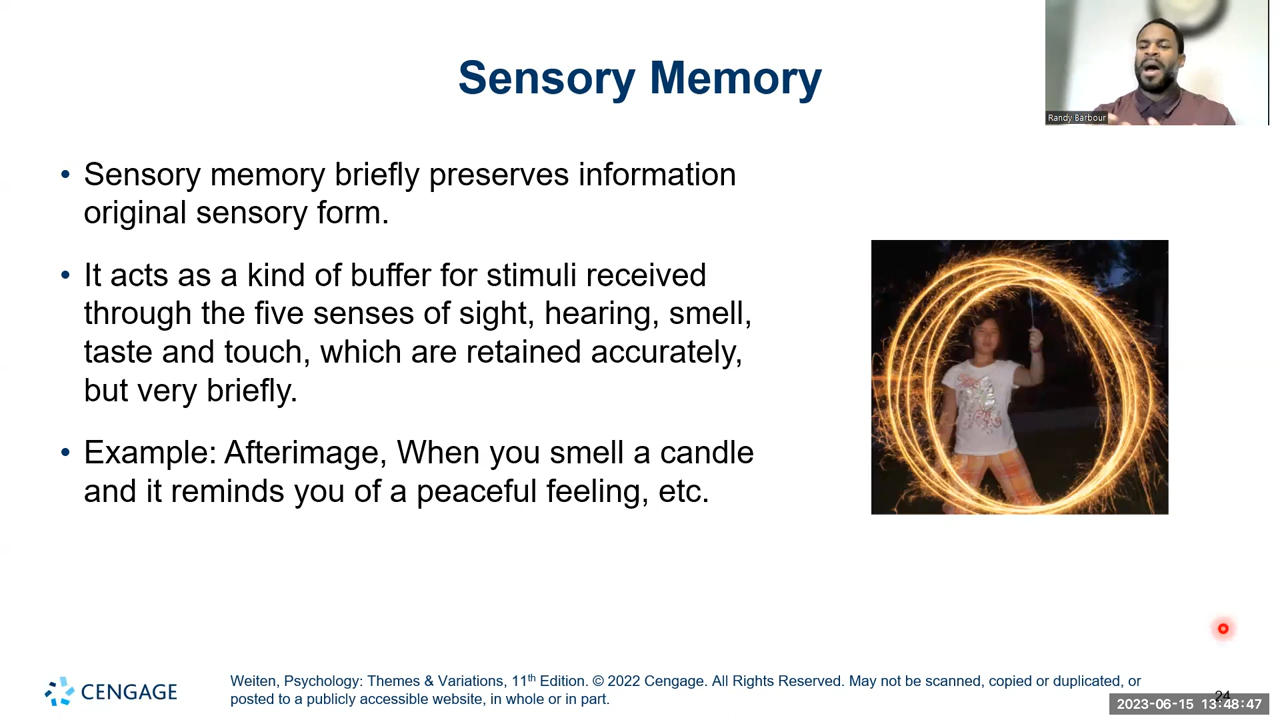 Sensory Memory
Randy Barbour
• Sensory memory briefly preserves information
original sensory form.
• It acts as a kind of buffer for stimuli received
through the five senses of sight, hearing, smell,
taste and touch, which are retained accurately,
but very briefly.
• Example: Afterimage, When you smell a candle
and it reminds you of a peaceful feeling, etc.
CENGAGE
Weiten, Psychology: Themes & Variations, 11th Edition. © 2022 Cengage. All Rights Reserved. May not be scanned, copied or duplicated, or
posted to a publicly accessible website, in whole or in part.
24
2023-06-15 13:48:47